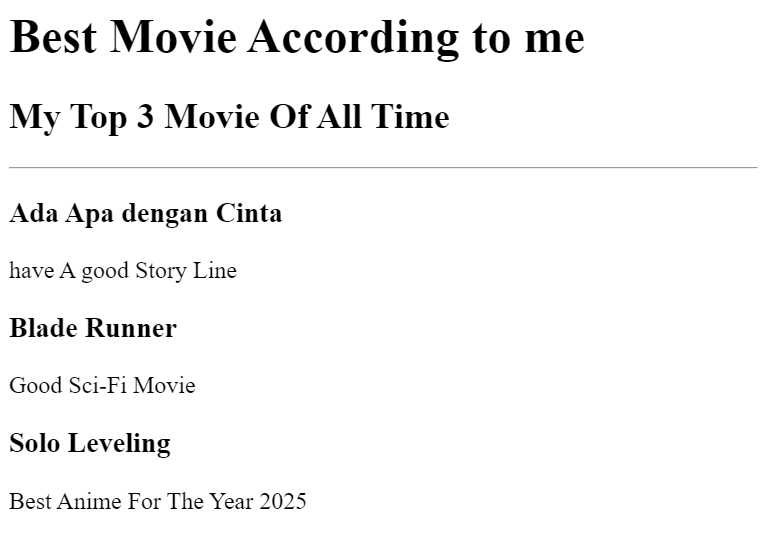 Best Movie According to me
My Top 3 Movie Of All Time
Ada Apa dengan Cinta
have A good Story Line
Blade Runner
Good Sci-Fi Movie
Solo Leveling
Best Anime For The Year 2025